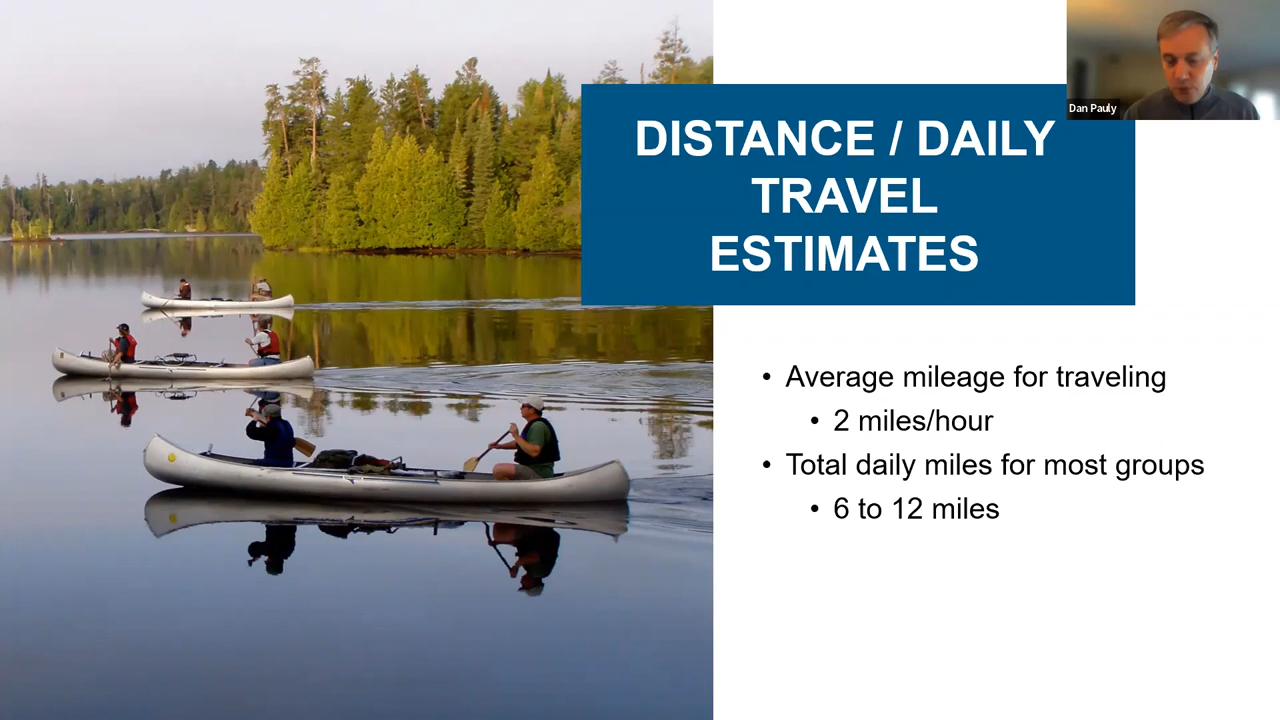 Dan Pauly
DISTANCE / DAILY
TRAVEL
ESTIMATES
• Average mileage for traveling
• 2 miles/hour
• Total daily miles for most groups
• 6 to 12 miles